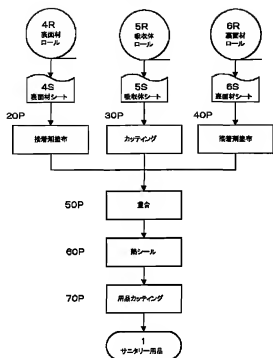 4R
表面材
ロール
5R
吸収体
ロール
6R
裏面材
ロール
4S
表面材シート
5S
吸収体シート
6S
裏面材シート
20P
接着剤塗布
30P
カッティング
40P
接着剤塗布
50P
重合
60P
熱シール
70P
用品カッティング
1
サニタリー用品